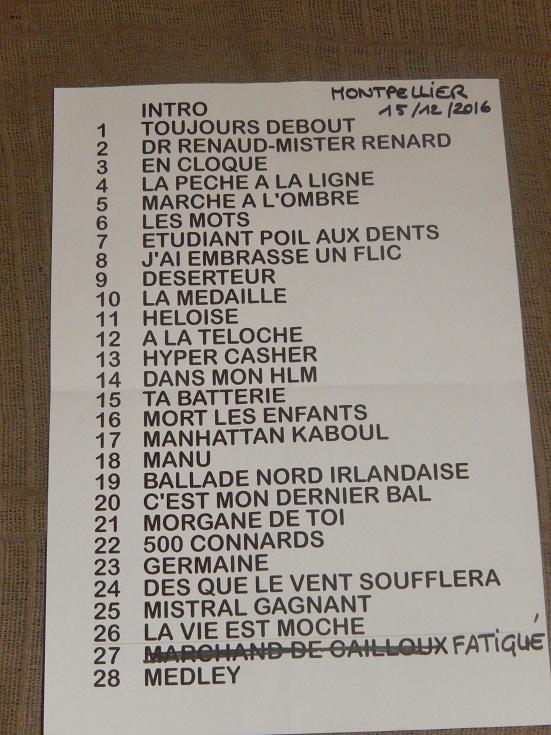 MONTPELLIER
15/12/2016
INTRO
1 TOUJOURS DEBOUT
2 DR RENAUD-MISTER RENARD
3 EN CLOQUE
4 LA PECHE A LA LIGNE
5 MARCHE A L'OMBRE
6 LES MOTS
7 ETUDIANT POIL AUX DENTS
8 J'AI EMBRASSE UN FLIC
9 DESERTEUR
10 LA MEDAILLE
11 HELOISE
12 A LA TELOCHE
13 HYPER CASHER
14 DANS MON HLM
15 TA BATTERIE
16 MORT LES ENFANTS
17 MANHATTAN KABOUL
18 MANU
19 BALLADE NORD IRLANDAISE
20 C'EST MON DERNIER BAL
21 MORGANE DE TOI
22 500 CONNARDS
23 GERMAINE
24 DES QUE LE VENT SOUFFLERA
25 MISTRAL GAGNANT
26 LA VIE EST MOCHE
27 MARCHAND DE CAILLOUX FATIGUÉ
28 MEDLEY